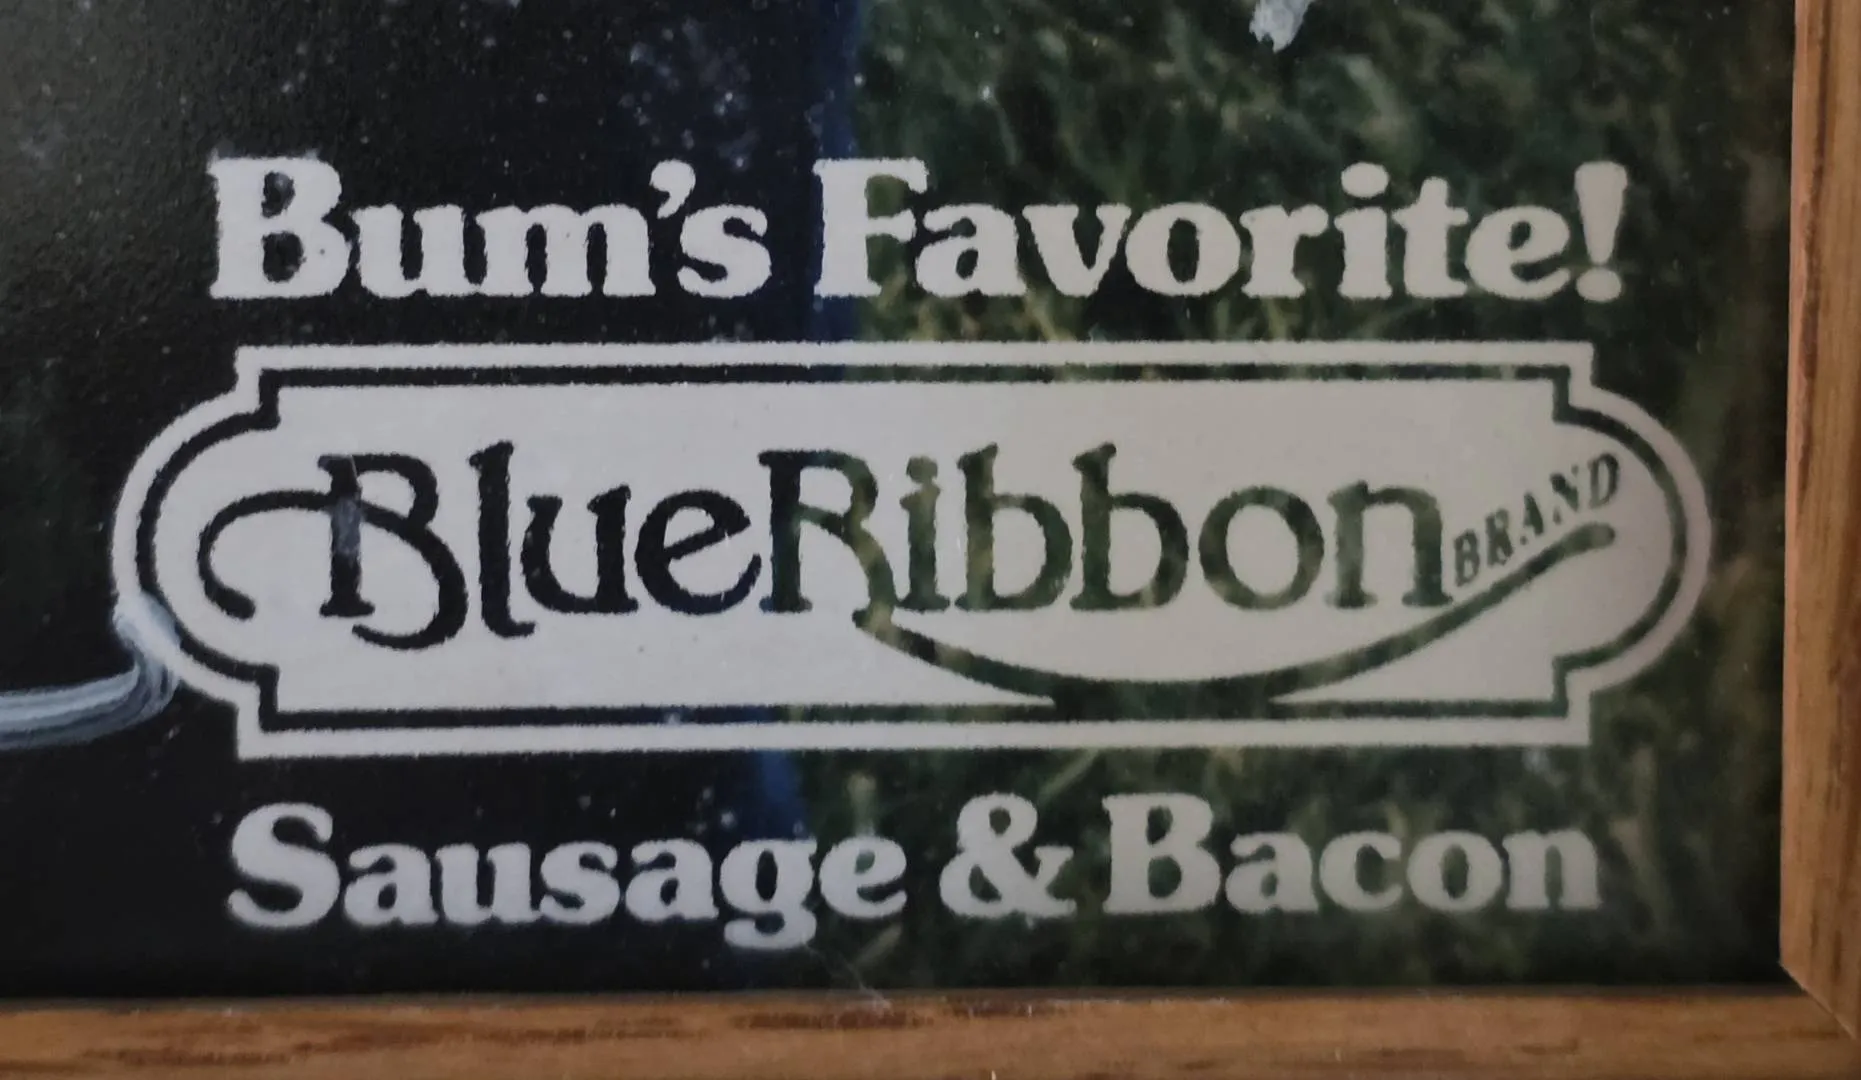 Bum's Favorite!
BlueRibbon BRAND
Sausage & Bacon